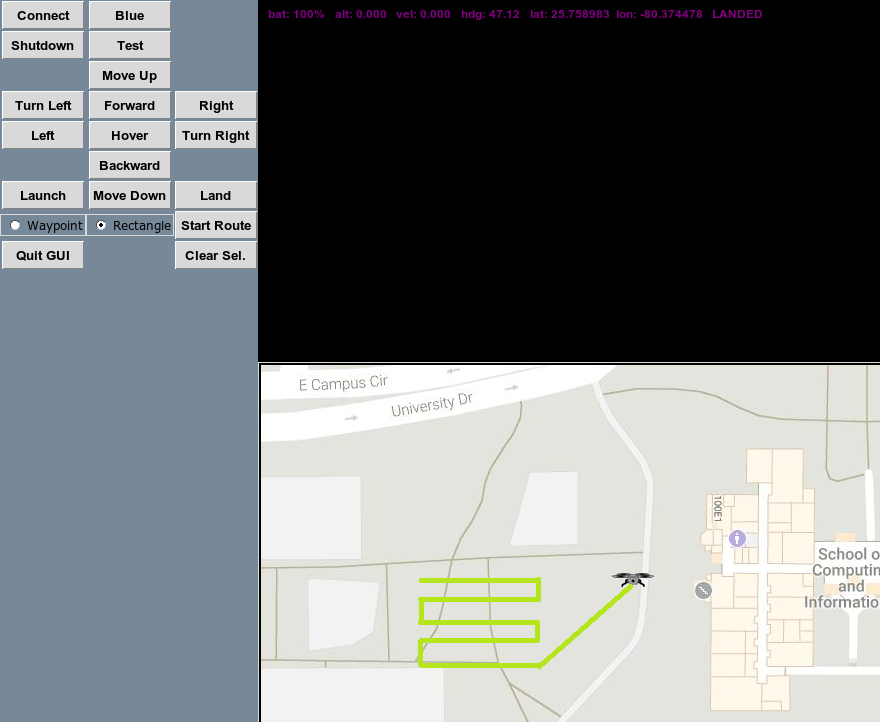 Connect Blue
Shutdown Test
Move Up
Turn Left Forward Right
Left Hover Turn Right
Backward
Launch Move Down Land
Waypoint Rectangle Start Route
Quit GUI Clear Sel.
bat: 100% alt: 0.000 vel: 0.000 hdg: 47.12 lat: 25.758983 lon: -80.374478 LANDED
E Campus Cir
University Dr
100E1
School o
Computing
and
Informatio